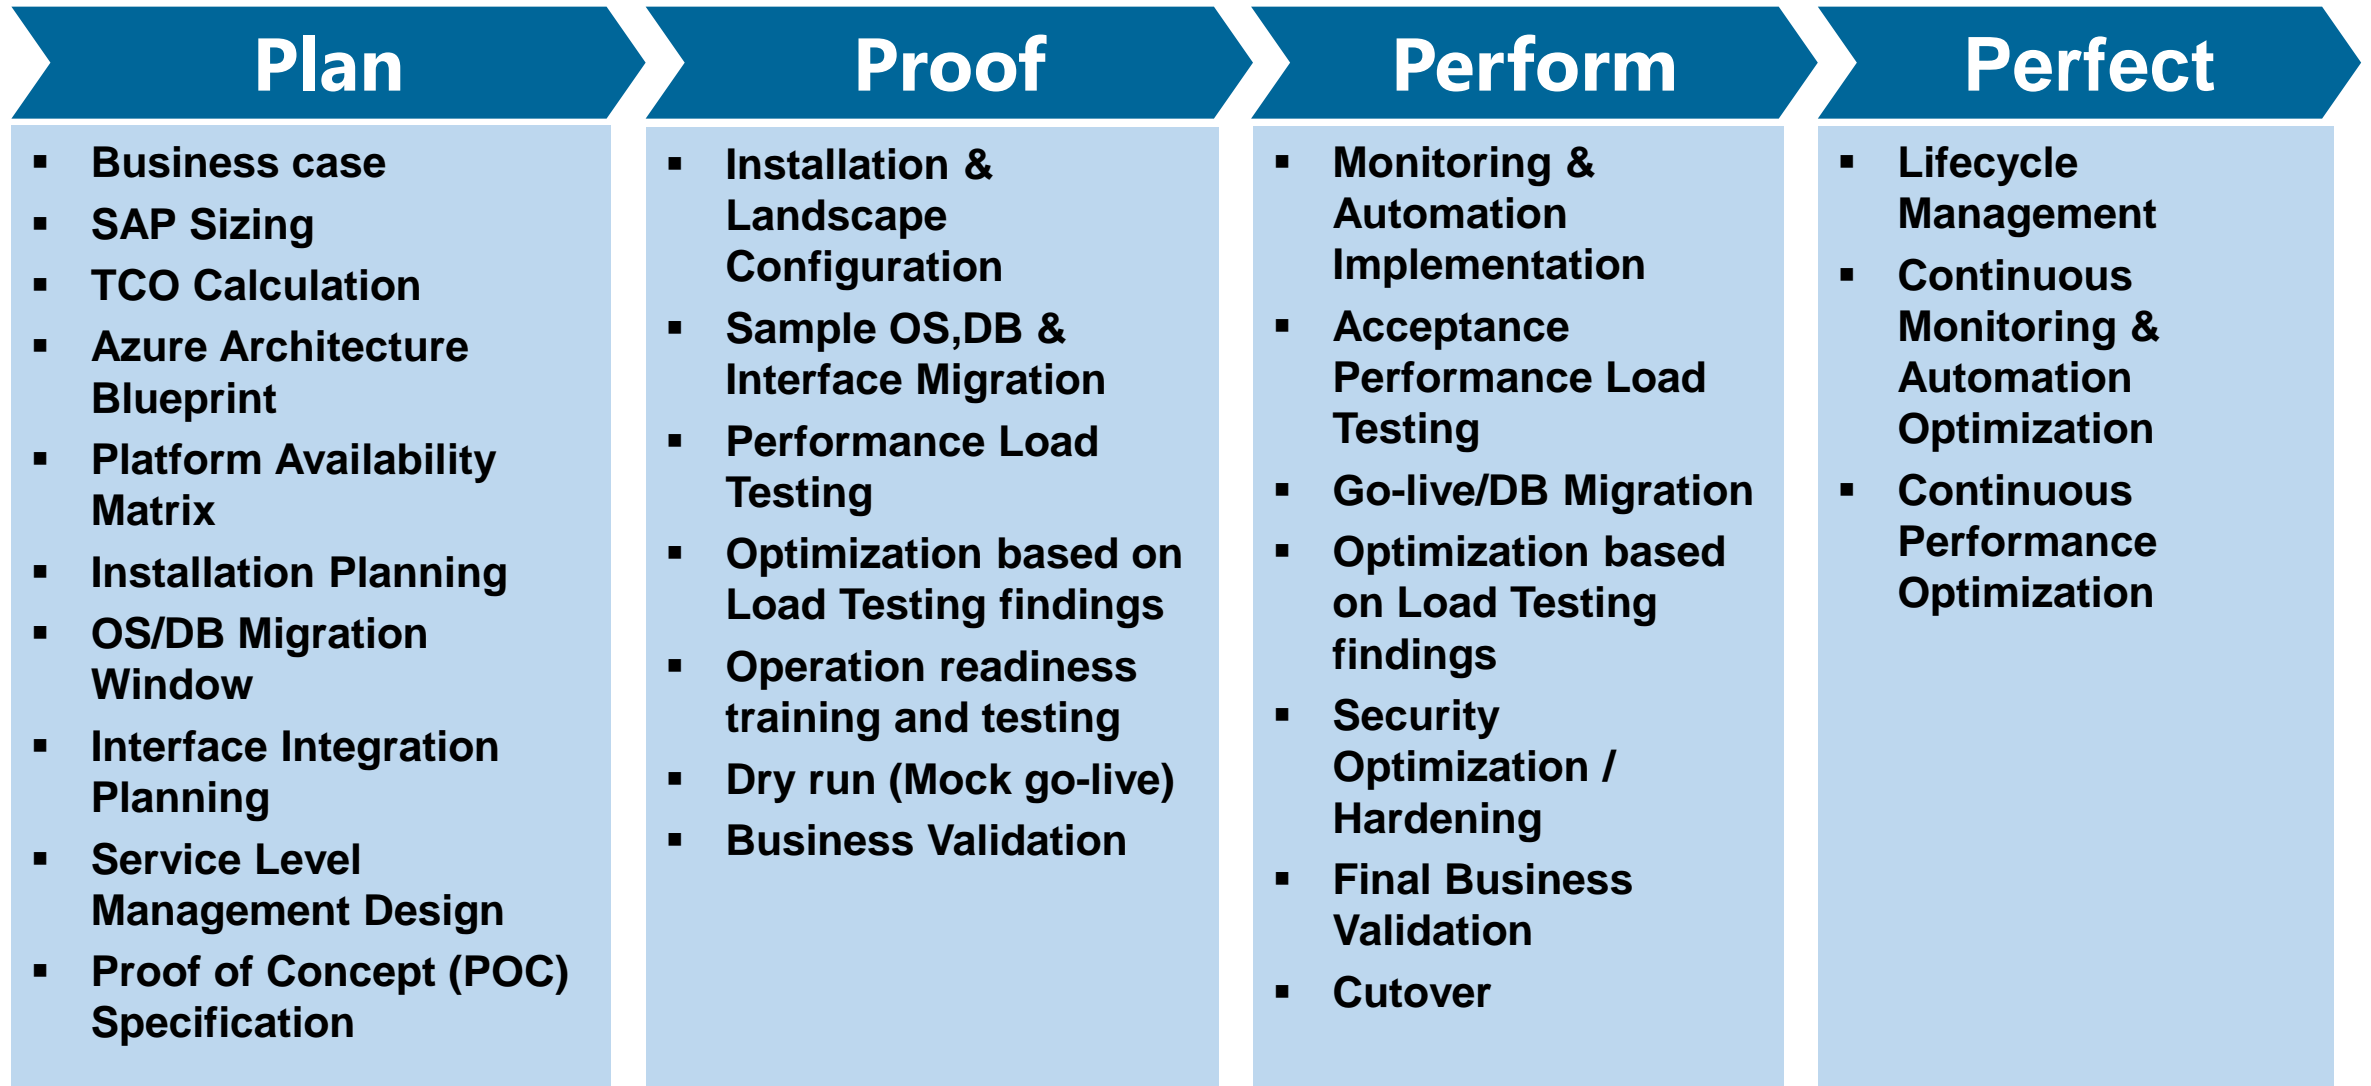 Plan
Proof
Perform
Perfect
▪ Business case
▪ SAP Sizing
▪ TCO Calculation
▪ Azure Architecture
Blueprint
▪ Platform Availability
Matrix
▪ Installation Planning
▪ OS/DB Migration
Window
▪ Interface Integration
Planning
▪ Service Level
Management Design
▪ Proof of Concept (POC)
Specification
▪ Installation &
Landscape
Configuration
▪ Sample OS,DB &
Interface Migration
▪ Performance Load
Testing
▪ Optimization based on
Load Testing findings
▪ Operation readiness
training and testing
▪ Dry run (Mock go-live)
▪ Business Validation
▪ Monitoring &
Automation
Implementation
▪ Acceptance
Performance Load
Testing
▪ Go-live/DB Migration
▪ Optimization based
on Load Testing
findings
▪ Security
Optimization /
Hardening
▪ Final Business
Validation
▪ Cutover
▪ Lifecycle
Management
▪ Continuous
Monitoring &
Automation
Optimization
▪ Continuous
Performance
Optimization